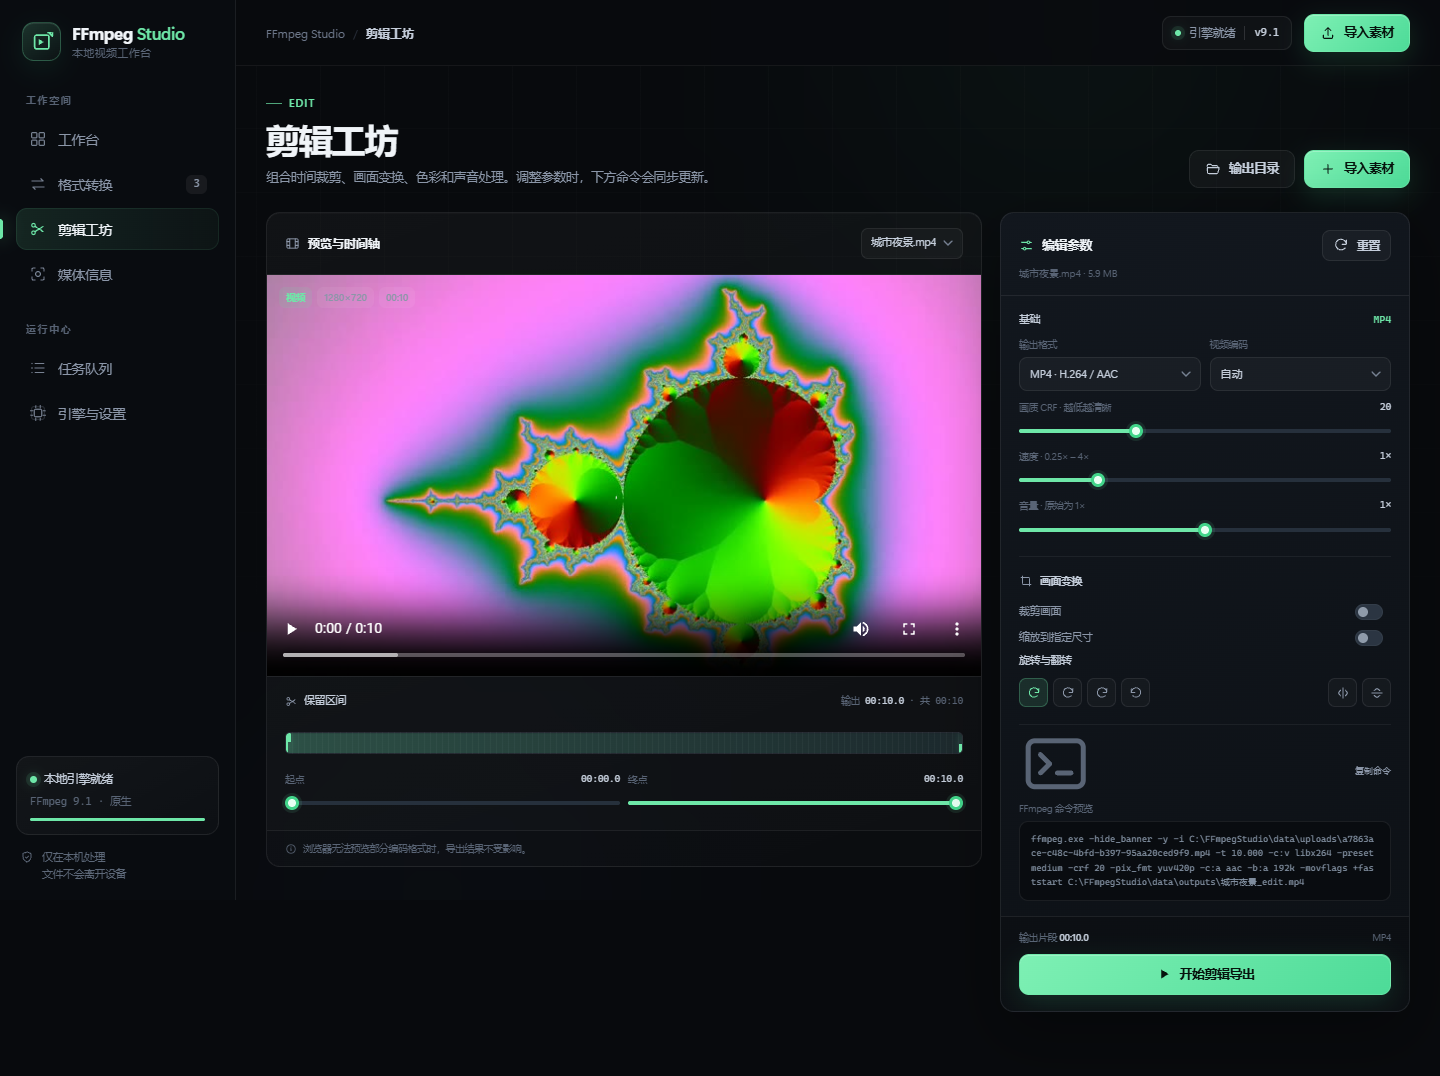 FFmpeg Studio
本地视频工作台
工作空间
工作台
格式转换 3
剪辑工坊
媒体信息
运行中心
任务队列
引擎与设置
本地引擎就绪
FFmpeg 9.1 · 原生
仅在本机处理
文件不会离开设备
FFmpeg Studio / 剪辑工坊
引擎就绪 v9.1
导入素材
EDIT
剪辑工坊
组合时间裁剪、画面变换、色彩和声音处理。调整参数时，下方命令会同步更新。
输出目录
导入素材
预览与时间轴
城市夜景.mp4
视频 1280×720 00:10
0:00 / 0:10
保留区间
输出 00:10.0 · 共 00:10
起点 00:00.0
终点 00:10.0
浏览器无法预览部分编码格式时，导出结果不受影响。
编辑参数
重置
城市夜景.mp4 · 5.9 MB
基础 MP4
输出格式 视频编码
MP4 · H.264 / AAC 自动
画质 CRF · 越低越清晰 20
速度 · 0.25× – 4× 1×
音量 · 原始为 1× 1×
画面变换
裁剪画面
缩放到指定尺寸
旋转与翻转
复制命令
FFmpeg 命令预览
ffmpeg.exe -hide_banner -y -i C:\FFmpegStudio\data\uploads\a7863a
ce-c48c-4bfd-b397-95aa20ced9f9.mp4 -t 10.000 -c:v libx264 -preset
medium -crf 20 -pix_fmt yuv420p -c:a aac -b:a 192k -movflags +fas
tstart C:\FFmpegStudio\data\outputs\城市夜景_edit.mp4
输出片段 00:10.0 MP4
开始剪辑导出